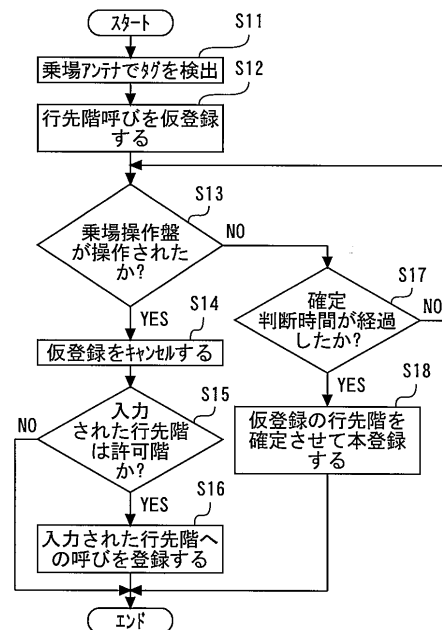 スタート
S11
乗場アンテナでタグを検出
S12
行先階呼びを仮登録
する
S13
乗場操作盤
が操作された
か?
NO
YES
S14
仮登録をキャンセルする
S15
入力
された行先階
は許可階
か?
NO
YES
S16
入力された行先階へ
の呼びを登録する
S17
確定
判断時間が経過
したか?
NO
YES
S18
仮登録の行先階を
確定させて本登録
する
エンド